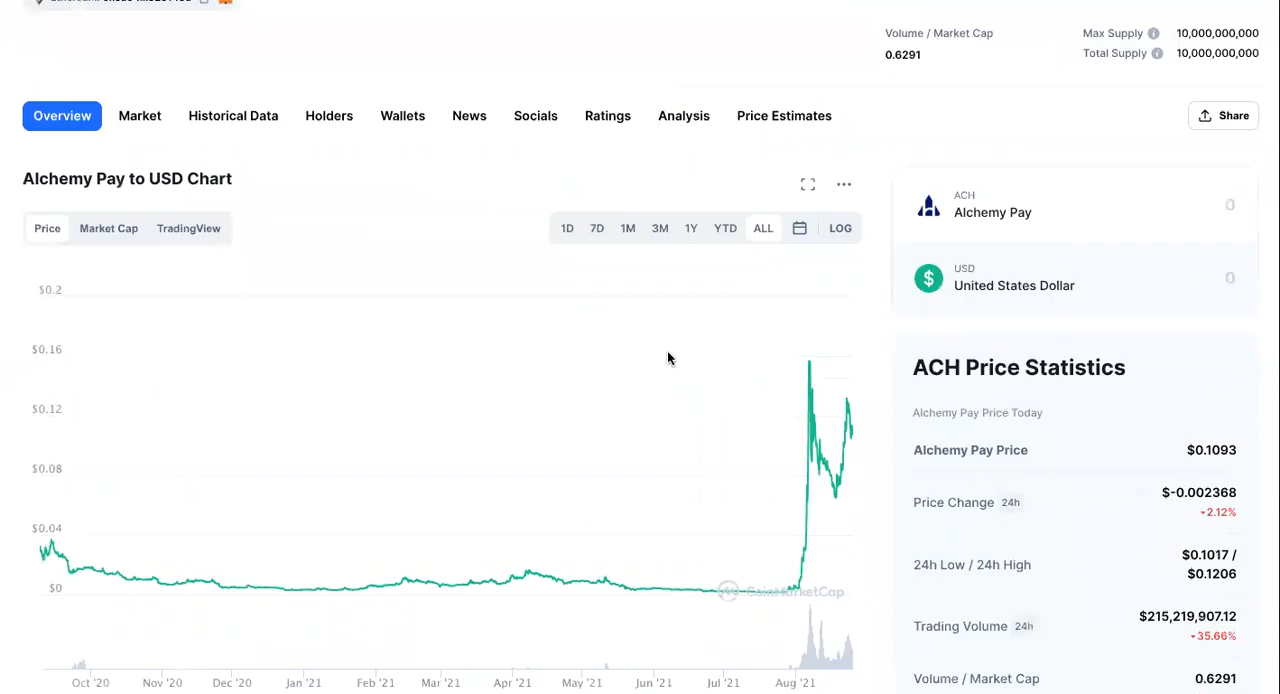 Volume / Market Cap
0.6291
Max Supply 10,000,000,000
Total Supply 10,000,000,000
Overview Market Historical Data Holders Wallets News Socials Ratings Analysis Price Estimates Share
Alchemy Pay to USD Chart
Price Market Cap TradingView 1D 7D 1M 3M 1Y YTD ALL LOG
$0.2
$0.16
$0.12
$0.08
$0.04
$0
CoinMarketCap
Oct '20 Nov '20 Dec '20 Jan '21 Feb '21 Mar '21 Apr '21 May '21 Jun '21 Jul '21 Aug '21
ACH
Alchemy Pay 0
USD
United States Dollar 0
ACH Price Statistics
Alchemy Pay Price Today
Alchemy Pay Price $0.1093
Price Change 24h $-0.002368
2.12%
24h Low / 24h High $0.1017 /
$0.1206
Trading Volume 24h $215,219,907.12
35.66%
Volume / Market Cap 0.6291